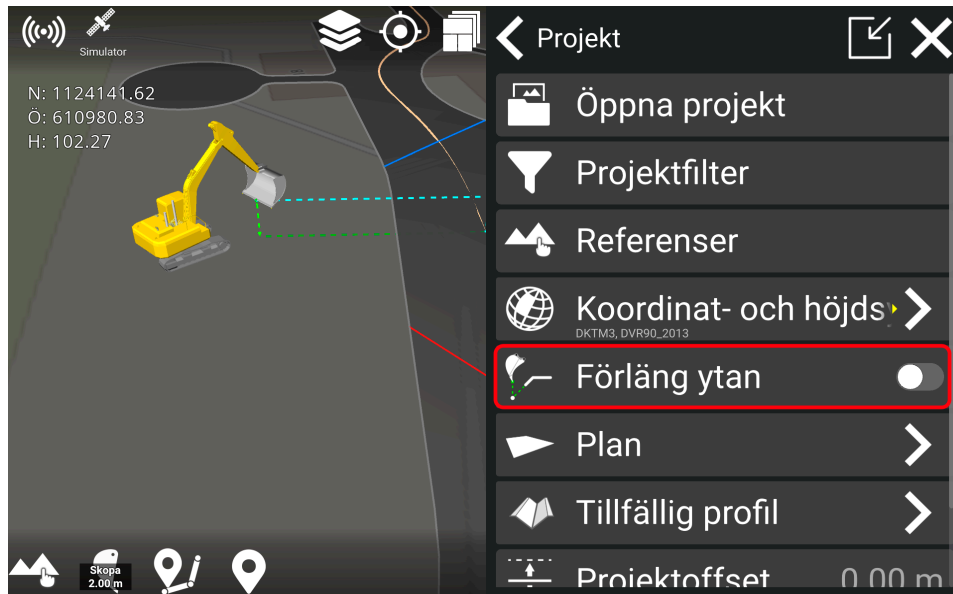 Simulator
N: 1124141.62
Ö: 610980.83
H: 102.27
Skopa
2.00 m
Projekt
Öppna projekt
Projektfilter
Referenser
Koordinat- och höjds
DKTM3, DVR90_2013
Förläng ytan
Plan
Tillfällig profil
Projektoffset 0.00 m